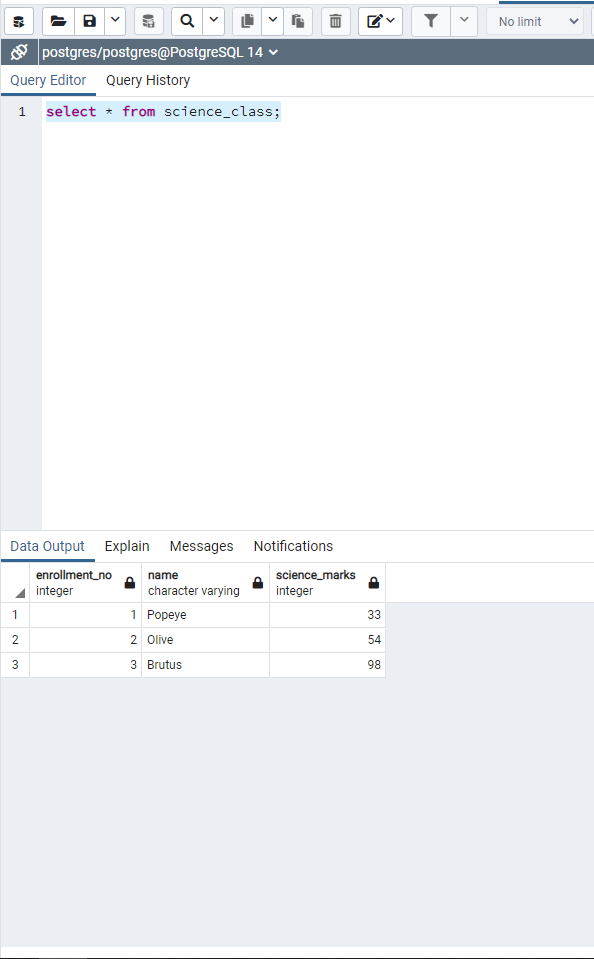 No limit
postgres/postgres@PostgreSQL 14
Query Editor Query History
1 select * from science_class;
Data Output Explain Messages Notifications
enrollment_no name science_marks
integer character varying integer
1 1 Popeye 33
2 2 Olive 54
3 3 Brutus 98